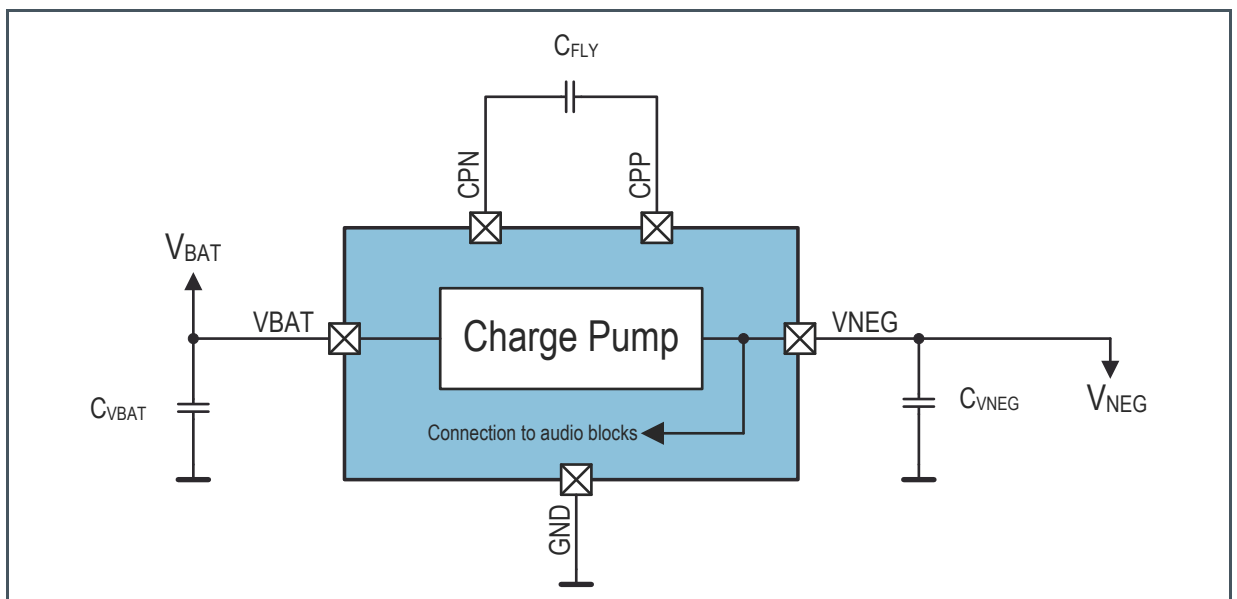 CFLY
CPN
CPP
VBAT
VBAT
Charge Pump
VNEG
CVBAT
CVNEG
VNEG
Connection to audio blocks
GND